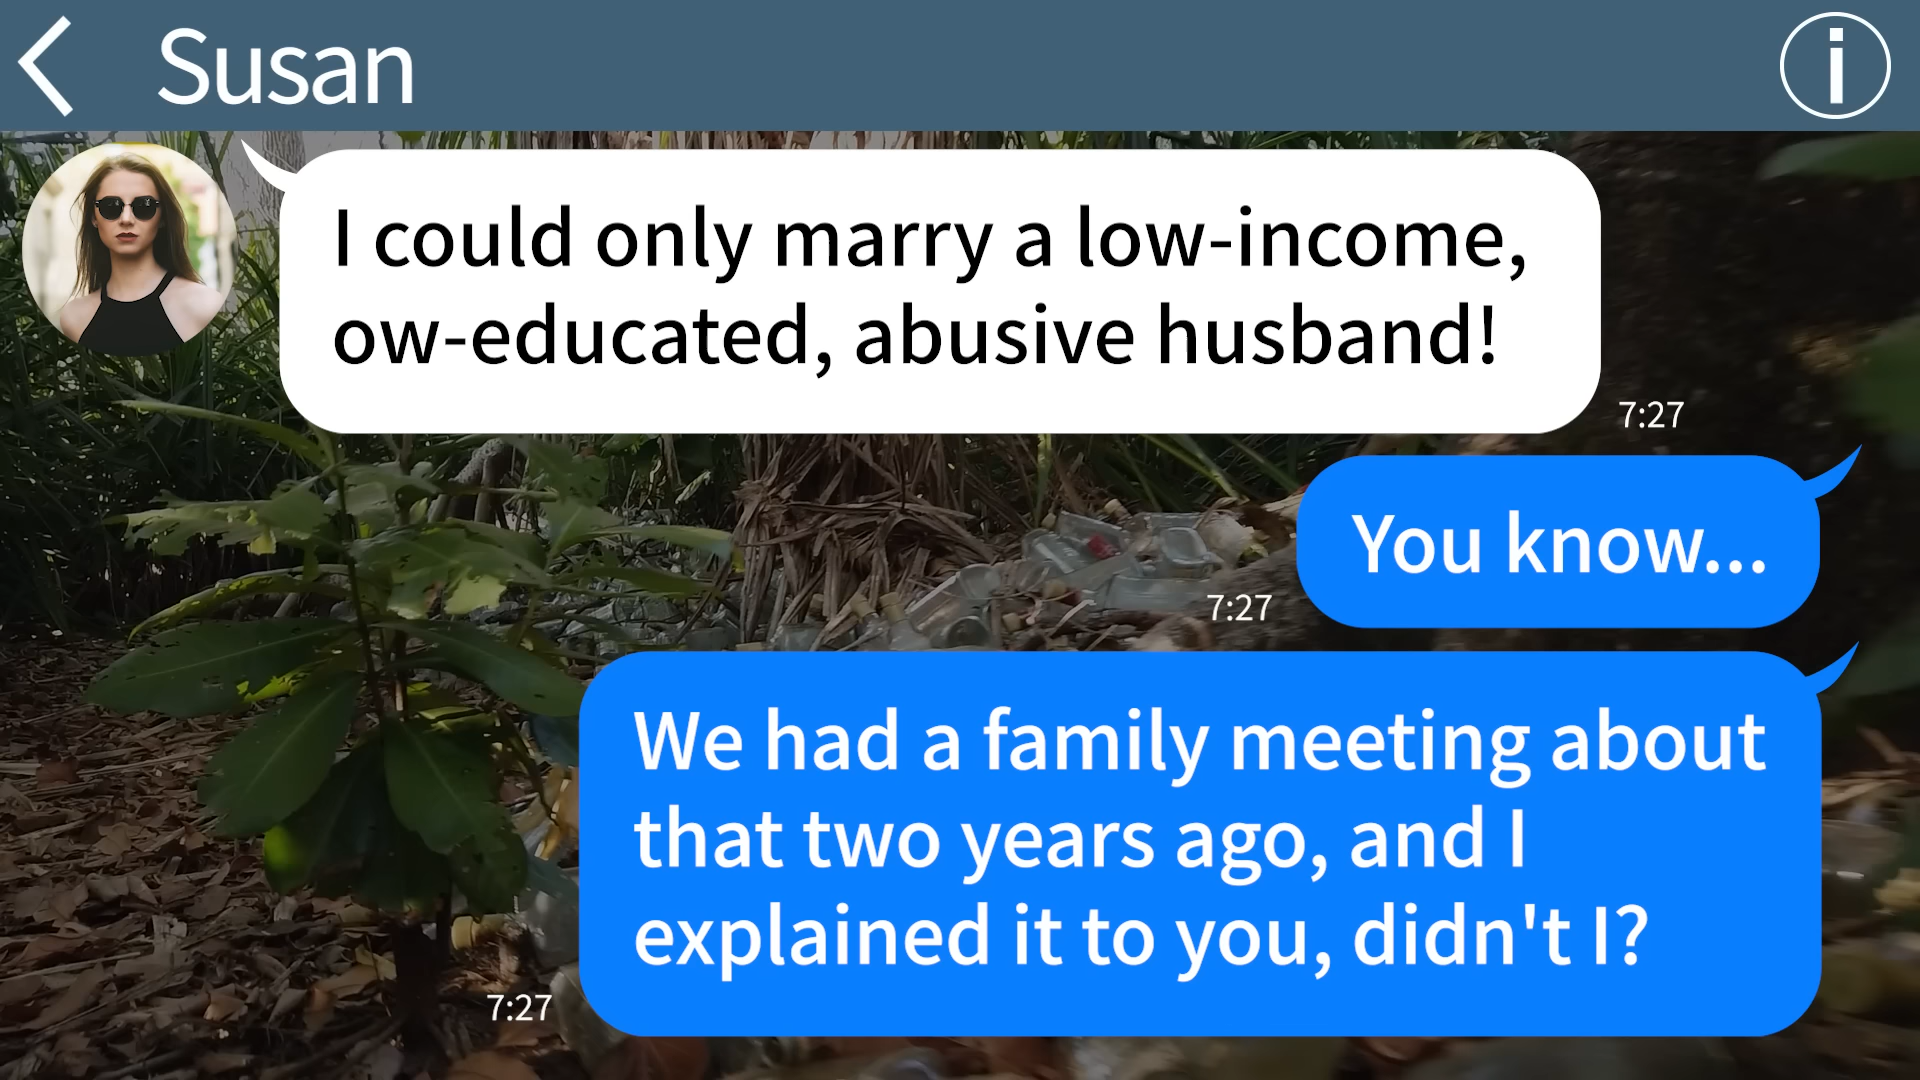 Susan
I could only marry a low-income,
ow-educated, abusive husband!
7:27
You know...
7:27
We had a family meeting about
that two years ago, and I
explained it to you, didn't I?
7:27